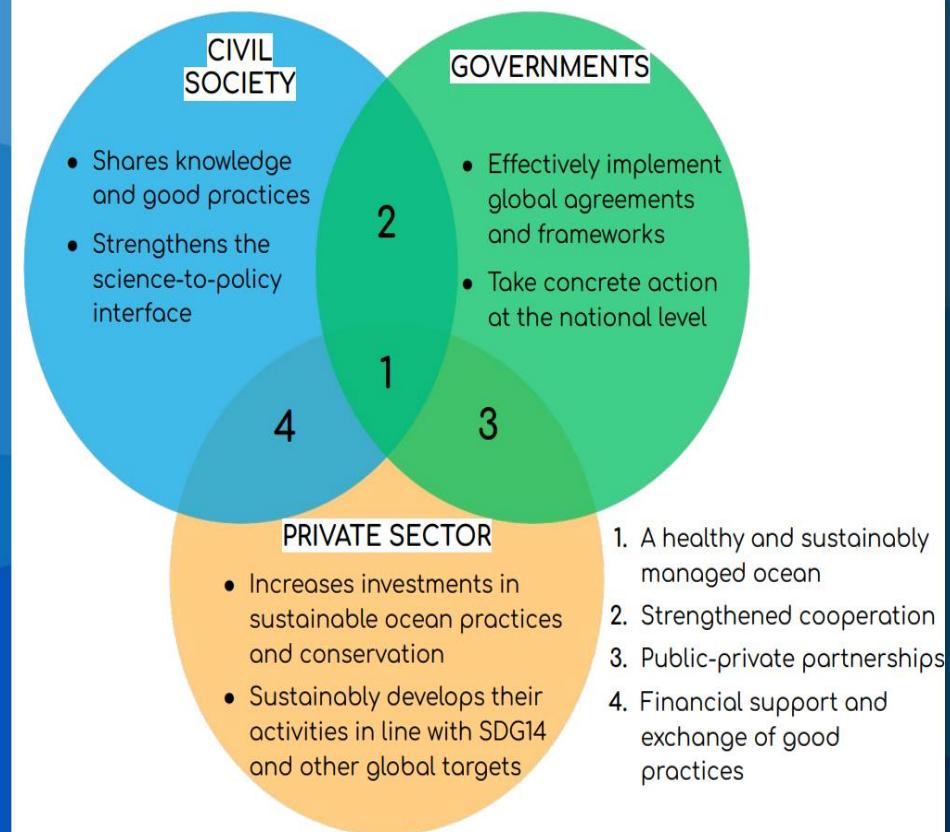 CIVIL
SOCIETY
• Shares knowledge
and good practices
• Strengthens the
science-to-policy
interface
GOVERNMENTS
• Effectively implement
global agreements
and frameworks
• Take concrete action
at the national level
2
1
4
3
PRIVATE SECTOR
• Increases investments in
sustainable ocean practices
and conservation
• Sustainably develops their
activities in line with SDG14
and other global targets
1. A healthy and sustainably
managed ocean
2. Strengthened cooperation
3. Public-private partnerships
4. Financial support and
exchange of good
practices